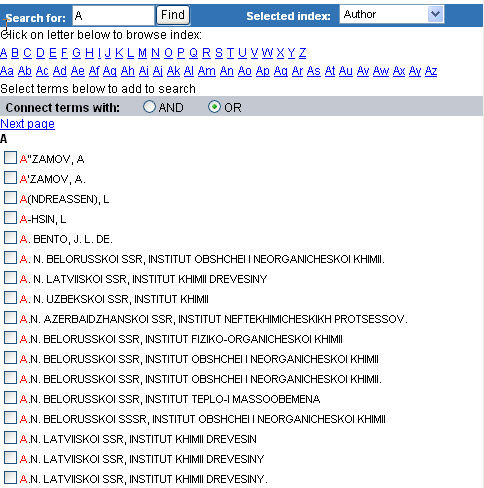 Search for: A Find Selected index: Author
Click on letter below to browse index:
A B C D E F G H I J K L M N O P Q R S T U V W X Y Z
Aa Ab Ac Ad Ae Af Aq Ah Ai Aj Ak Al Am An Ao Ap Aq Ar As At Au Av Aw Ax Ay Az
Select terms below to add to search
Connect terms with: AND OR
Next page
A
A"ZAMOV, A
A'ZAMOV, A.
A(NDREASSEN), L
A-HSIN, L
A. BENTO, J. L. DE.
A. N. BELORUSSKOI SSR, INSTITUT OBSHCHEI I NEORGANICHESKOI KHIMII.
A. N. LATVIISKOI SSR, INSTITUT KHIMII DREVESINY
A. N. UZBEKSKOI SSR, INSTITUT KHIMII
A.N. AZERBAIDZHANSKOI SSR, INSTITUT NEFTEKHIMICHESKIKH PROTSESSOV.
A.N. BELORUSSKOI SSR, INSTITUT FIZIKO-ORGANICHESKOI KHIMII
A.N. BELORUSSKOI SSR, INSTITUT OBSHCHEI I NEORGANICHESKOI KHIMII
A.N. BELORUSSKOI SSR, INSTITUT OBSHCHEI I NEORGANICHESKOI KHIMII.
A.N. BELORUSSKOI SSR, INSTITUT TEPLO-I MASSOOBEMENA
A.N. BELORUSSKOI SSSR, INSTITUT OBSHCHEI I NEORGANICHESKOI KHIMII
A.N. LATVIISKOI SSR, INSTITUT KHIMII DREVESIN
A.N. LATVIISKOI SSR, INSTITUT KHIMII DREVESINY
A.N. LATVIISKOI SSR, INSTITUT KHIMII DREVESINY.